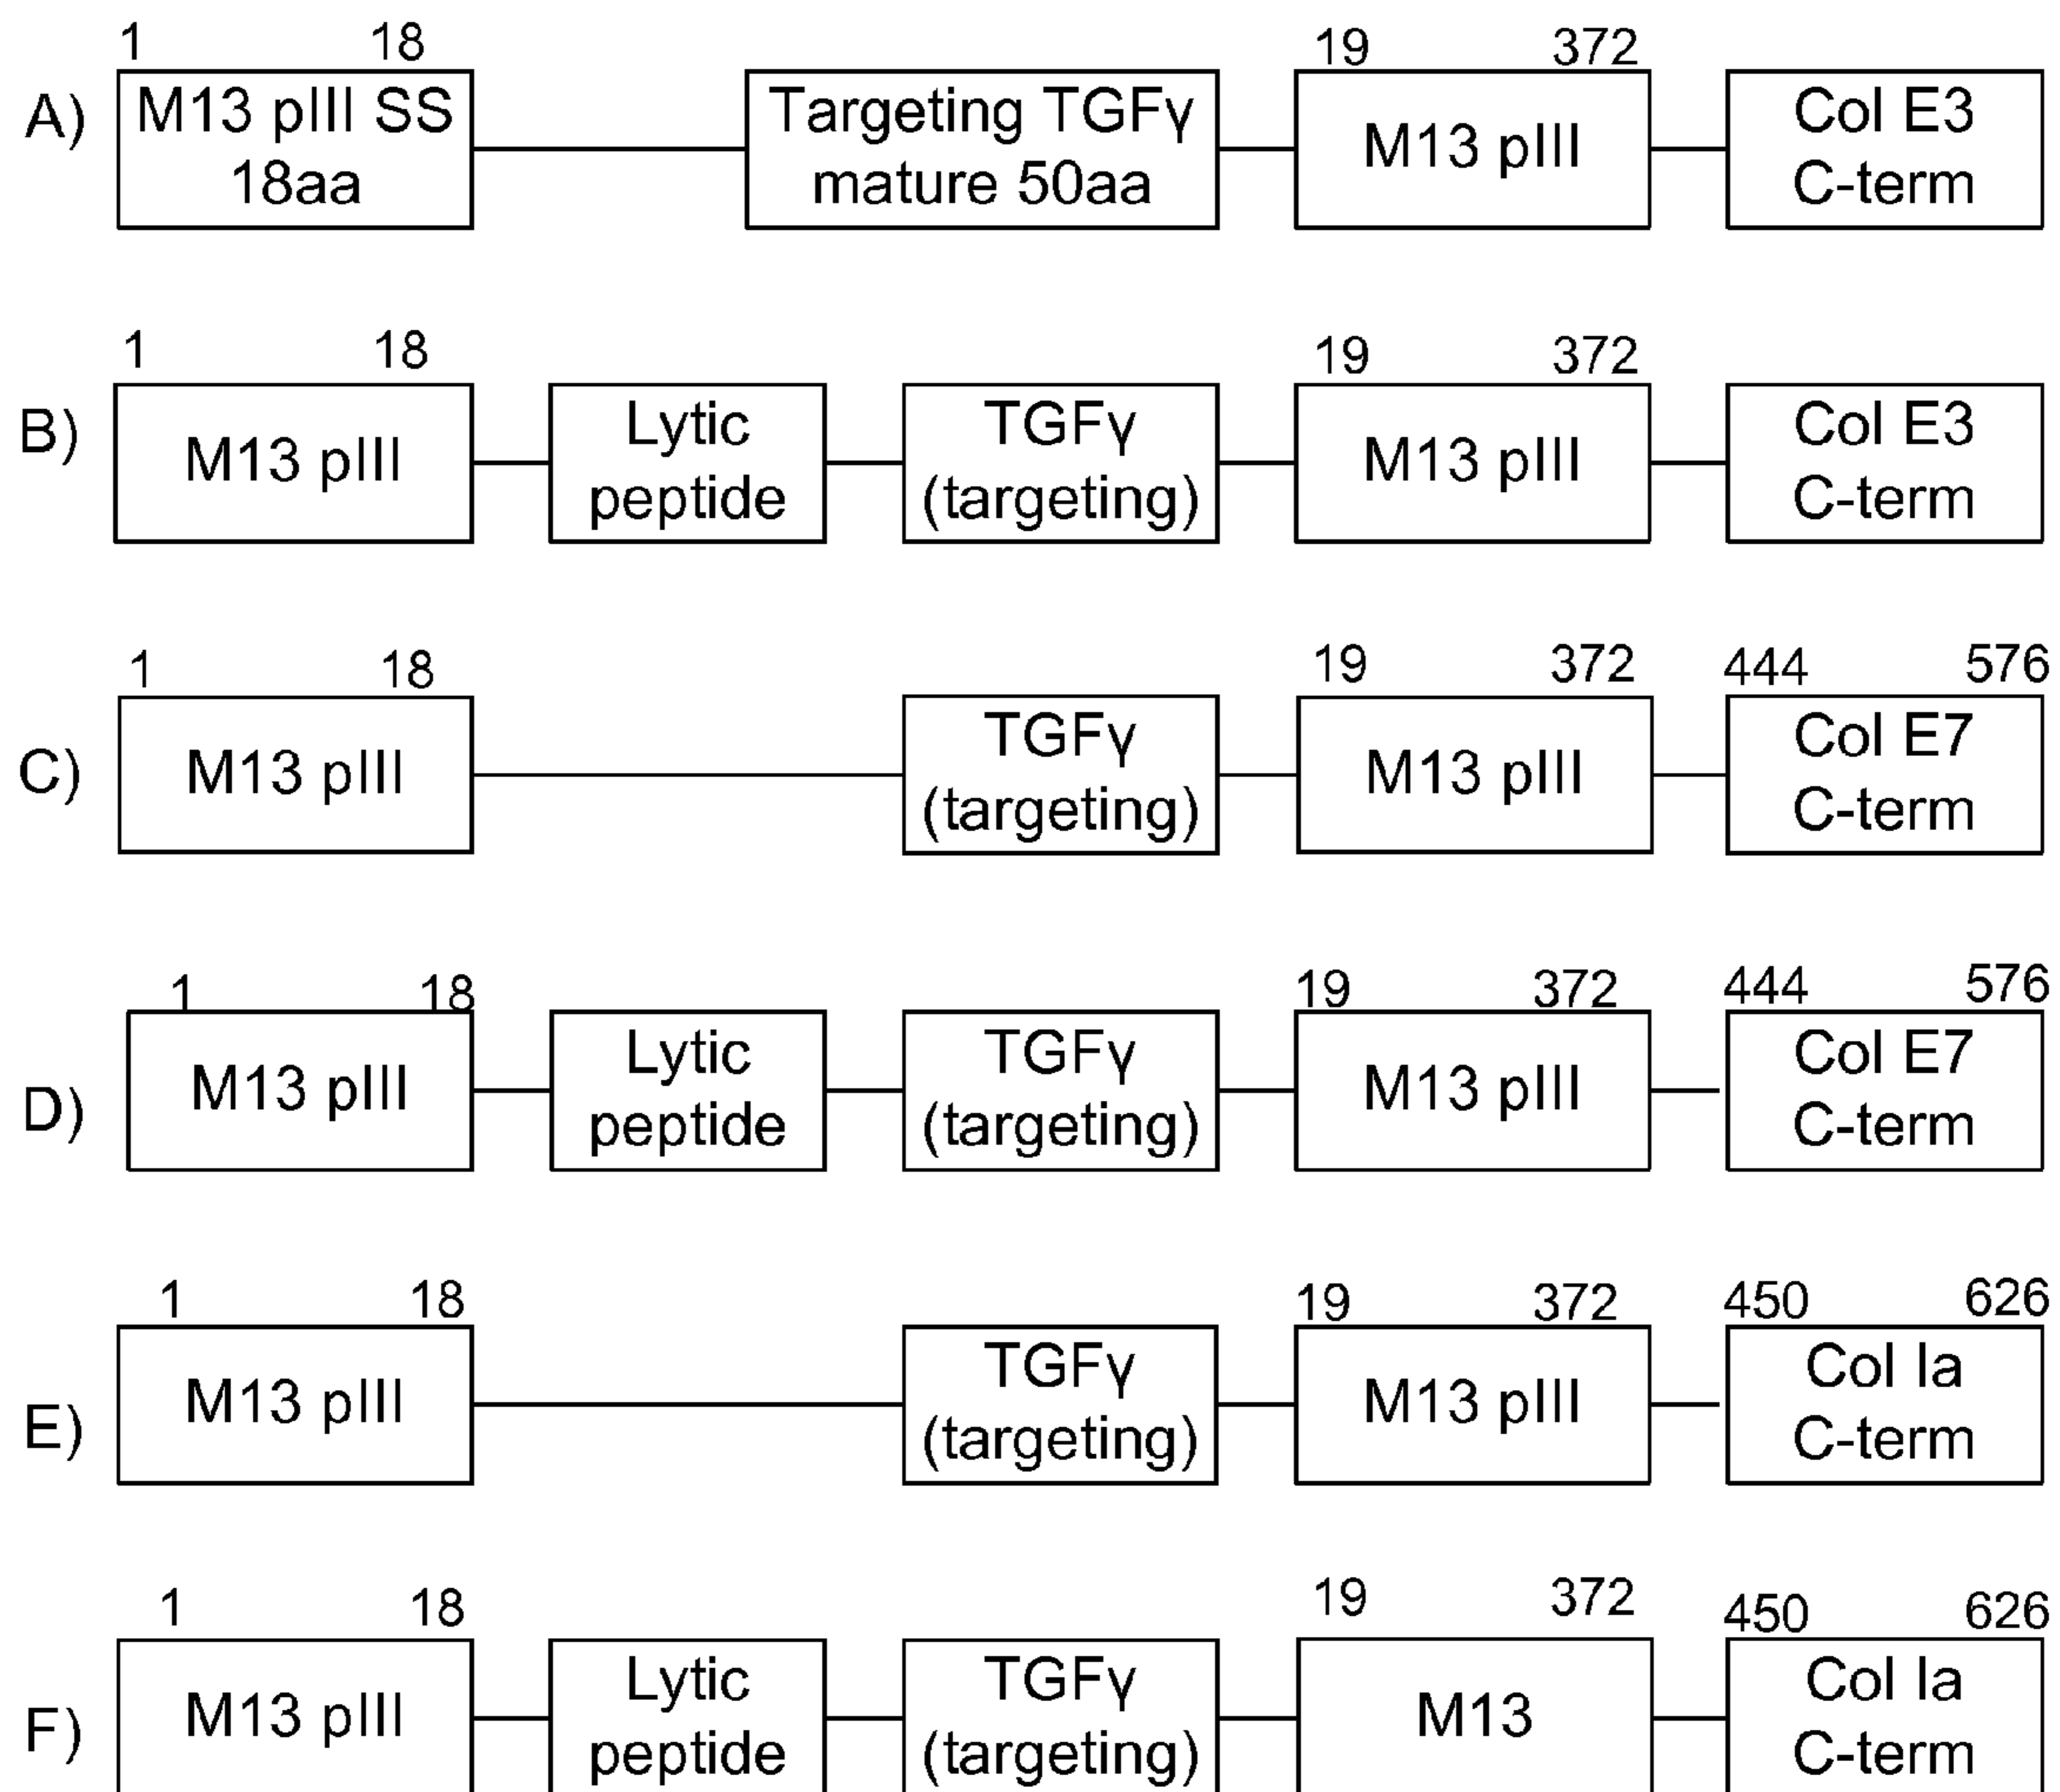 1 18 19 372
A) M13 pIII SS Targeting TGFγ M13 pIII Col E3
18aa mature 50aa C-term
1 18 19 372
B) M13 pIII Lytic TGFγ M13 pIII Col E3
peptide (targeting) C-term
1 18 19 372 444 576
C) M13 pIII TGFγ M13 pIII Col E7
(targeting) C-term
1 18 19 372 444 576
D) M13 pIII Lytic TGFγ M13 pIII Col E7
peptide (targeting) C-term
1 18 19 372 450 626
E) M13 pIII TGFγ M13 pIII Col Ia
(targeting) C-term
1 18 19 372 450 626
F) M13 pIII Lytic TGFγ M13 Col Ia
peptide (targeting) C-term